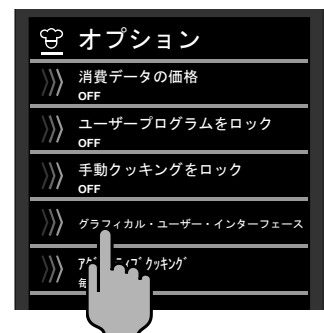 オプション
消費データの価格
OFF
ユーザープログラムをロック
OFF
手動クッキングをロック
OFF
グラフィカル・ユーザー・インターフェース